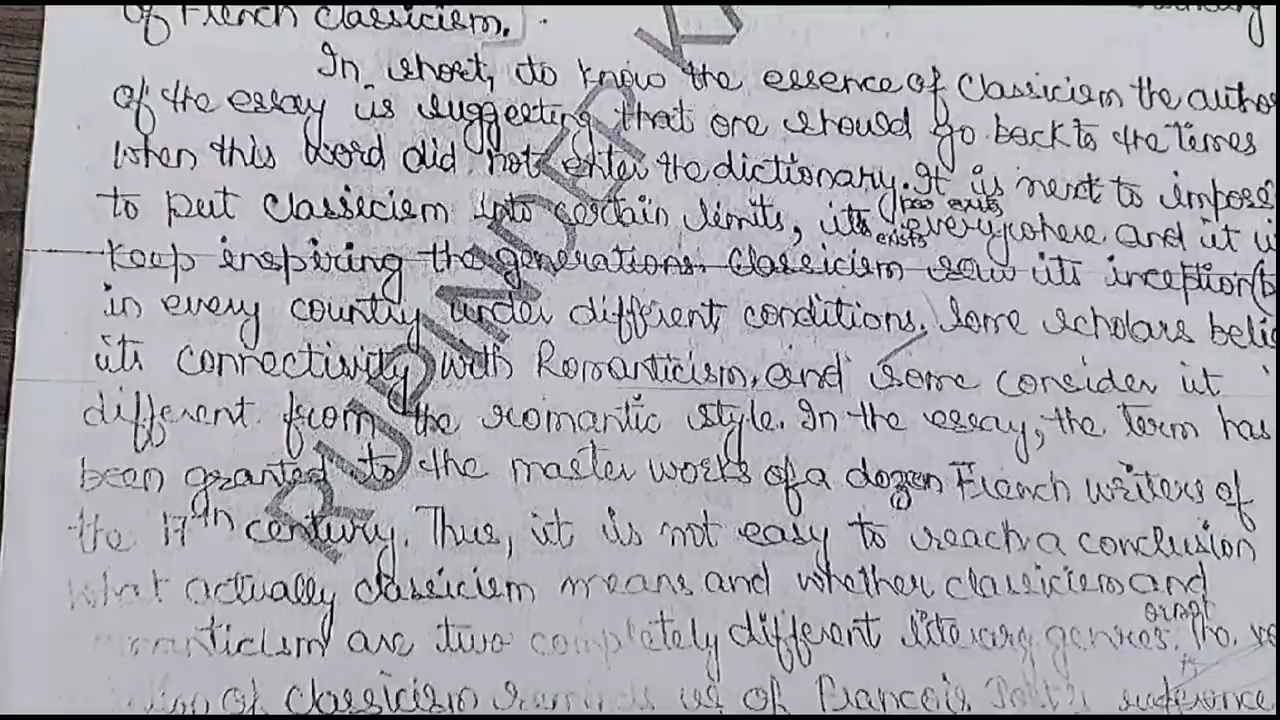 of French classicism.
In short, to know the essence of Classicism the author
of the essay is suggesting that one should go back to the times
when this word did not enter the dictionary. It is next to
to put classicism into certain limits, its exists everywhere and it
keep inspiring the generations. Classicism saw its inception
in every country under different conditions. Some scholars
its connectivity with Romanticism, and some consider it
different from the romantic style. In the essay, the term has
been granted to the master works of a dozen French writers of
the 17th century. Thus, it is not easy to reach a conclusion
what actually classicism means and whether classicism and
are two completely different literary genres. or not
of classicism reminds us of Francois reference
RUPINDER K